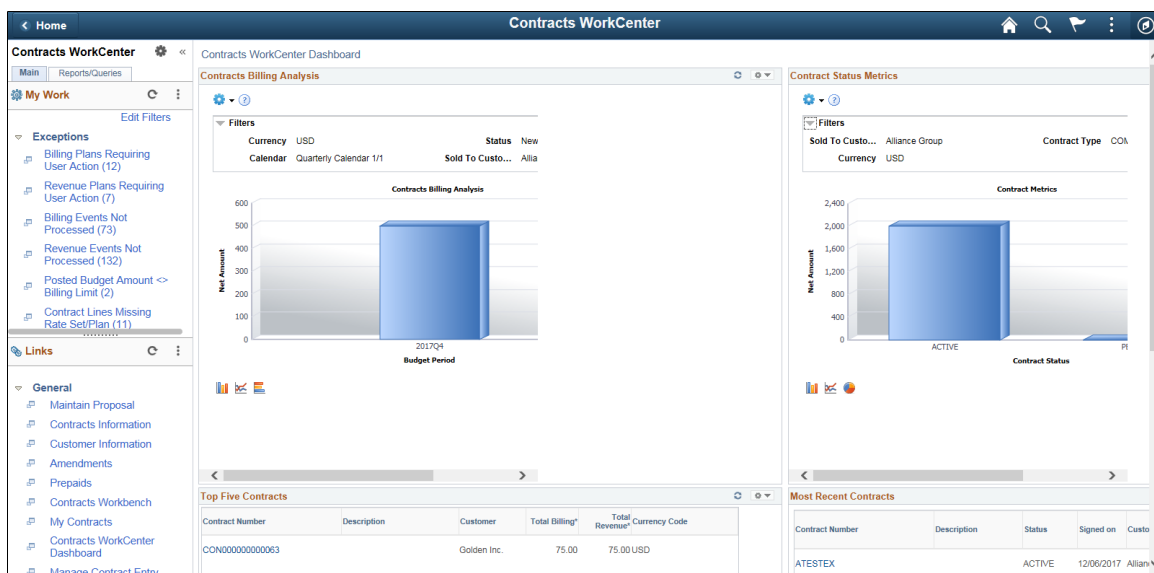 Home
Contracts WorkCenter
Contracts WorkCenter
«
Main
Reports/Queries
My Work
Edit Filters
Exceptions
Billing Plans Requiring
User Action (12)
Revenue Plans Requiring
User Action (7)
Billing Events Not
Processed (73)
Revenue Events Not
Processed (132)
Posted Budget Amount <>
Billing Limit (2)
Contract Lines Missing
Rate Set/Plan (11)
Links
General
Maintain Proposal
Contracts Information
Customer Information
Amendments
Prepaids
Contracts Workbench
My Contracts
Contracts WorkCenter
Dashboard
Manage Contract Entry
Contracts WorkCenter Dashboard
Contracts Billing Analysis
Filters
Currency USD Status New
Calendar Quarterly Calendar 1/1 Sold To Custo... Allia
Contracts Billing Analysis
600
500
400
300
200
100
0
Net Amount
2017Q4
Budget Period
Contract Status Metrics
Filters
Sold To Custo... Alliance Group Contract Type COM
Currency USD
Contract Metrics
2,400
2,000
1,600
1,200
800
400
0
Net Amount
ACTIVE
Contract Status
Top Five Contracts
Contract Number Description Customer Total Billing* Total Revenue* Currency Code
CON000000000063 Golden Inc. 75.00 75.00 USD
Most Recent Contracts
Contract Number Description Status Signed on Custo
ATESTEX ACTIVE 12/06/2017 Allian